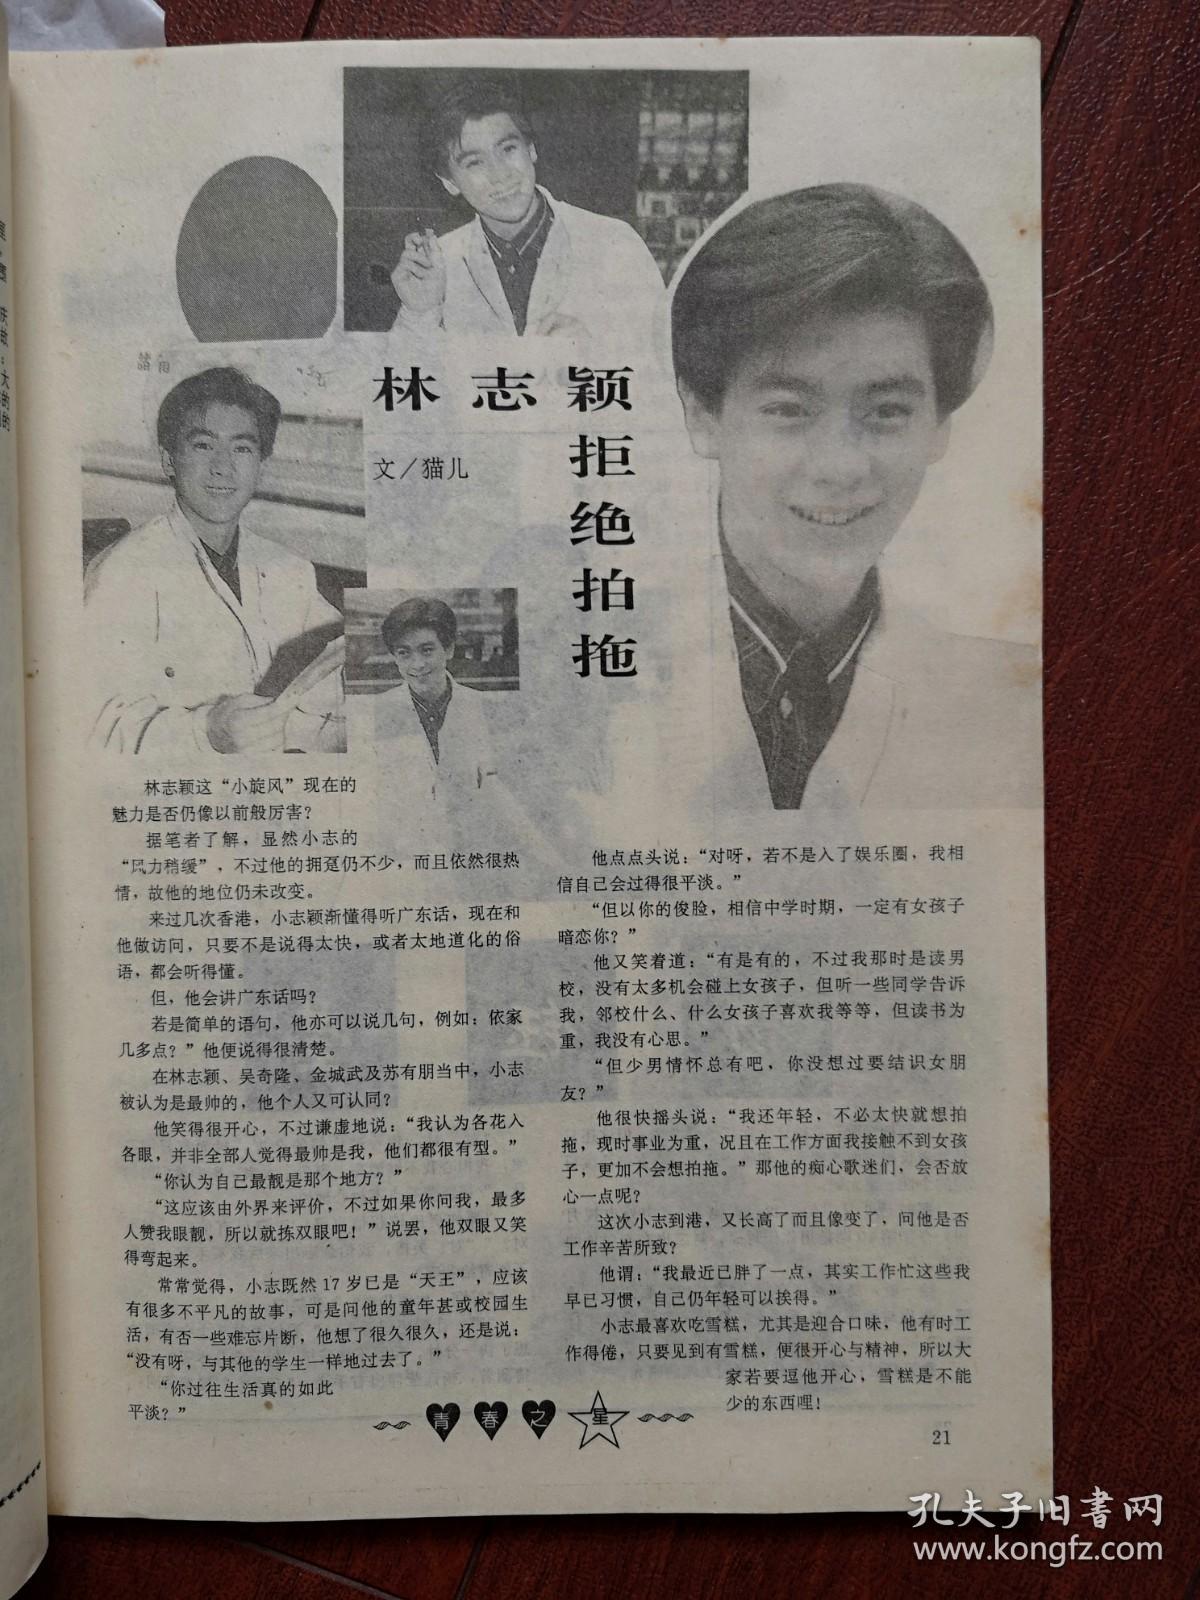 林志颖拒绝拍拖
文／猫儿
林志颖这“小旋风”现在的
魅力是否仍像以前般厉害？
据笔者了解，显然小志的
“风力稍缓”，不过他的拥趸仍不少，而且依然很热
情，故他的地位仍未改变。
来过几次香港，小志颖渐懂得听广东话，现在和
他做访问，只要不是说得太快，或者太地道化的俗
语，都会听得懂。
但，他会讲广东话吗？
若是简单的语句，他亦可以说几句，例如：依家
几多点？”他便说得很清楚。
在林志颖、吴奇隆、金城武及苏有朋当中，小志
被认为是最帅的，他个人又可认同？
他笑得很开心，不过谦虚地说：“我认为各花入
各眼，并非全部人觉得最帅是我，他们都很有型。”
“你认为自己最靓是那个地方？”
“这应该由外界来评价，不过如果你问我，最多
人赞我眼靓，所以就拣双眼吧！”说罢，他双眼又笑
得弯起来。
常常觉得，小志既然17岁已是“天王”，应该
有很多不平凡的故事，可是问他的童年甚或校园生
活，有否一些难忘片断，他想了很久很久，还是说：
“没有呀，与其他的学生一样地过去了。”
“你过往生活真的如此
平淡？”
他点点头说：“对呀，若不是入了娱乐圈，我相
信自己会过得很平淡。”
“但以你的俊脸，相信中学时期，一定有女孩子
暗恋你？”
他又笑着道：“有是有的，不过我那时是读男
校，没有太多机会碰上女孩子，但听一些同学告诉
我，邻校什么、什么女孩子喜欢我等等，但读书为
重，我没有心思。”
“但少男情怀总有吧，你没想过要结识女朋
友？”
他很快摇头说：“我还年轻，不必太快就想拍
拖，现时事业为重，况且在工作方面我接触不到女孩
子，更加不会想拍拖。”那他的痴心歌迷们，会否放
心一点呢？
这次小志到港，又长高了而且像变了，问他是否
工作辛苦所致？
他谓：“我最近已胖了一点，其实工作忙这些我
早已习惯，自己仍年轻可以挨得。”
小志最喜欢吃雪糕，尤其是迎合口味，他有时工
作得倦，只要见到有雪糕，便很开心与精神，所以大
家若要逗他开心，雪糕是不能
少的东西哩！
青春之星
21
孔夫子旧书网
www.kongfz.com